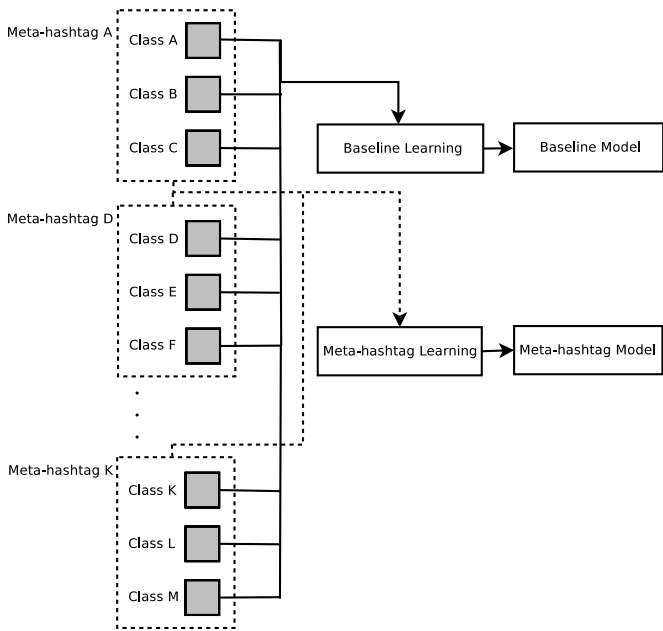 Meta-hashtag A
Class A
Class B
Class C
Baseline Learning
Baseline Model
Meta-hashtag D
Class D
Class E
Class F
Meta-hashtag Learning
Meta-hashtag Model
.
.
.
Meta-hashtag K
Class K
Class L
Class M